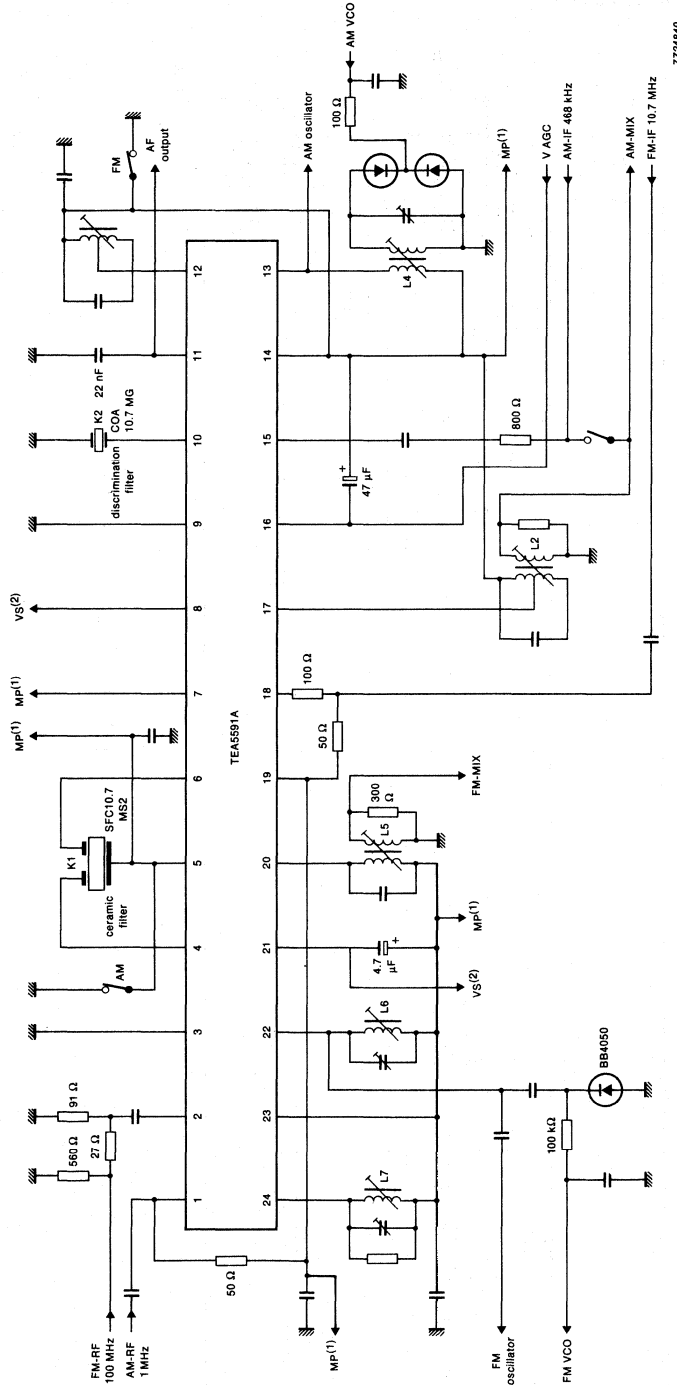 FM
AF
output
22 nF
K2
COA
10.7 MG
discrimination
filter
VS(2)
MP(1)
MP(1)
SFC10.7
MS2
K1
ceramic
filter
AM
91 Ω
560 Ω
27 Ω
FM-RF
100 MHz
AM-RF
1 MHz
1
2
3
4
5
6
7
8
9
10
11
12
TEA5591A
24
23
22
21
20
19
18
17
16
15
14
13
50 Ω
MP(1)
L7
L6
4.7
µF
+
VS(2)
MP(1)
L5
300
Ω
FM-MIX
50 Ω
100 Ω
L2
47 µF
+
800 Ω
L4
100 Ω
AM VCO
AM oscillator
MP(1)
V AGC
AM-IF 468 kHz
AM-MIX
FM-IF 10.7 MHz
FM
oscillator
FM VCO
100 kΩ
BB4050